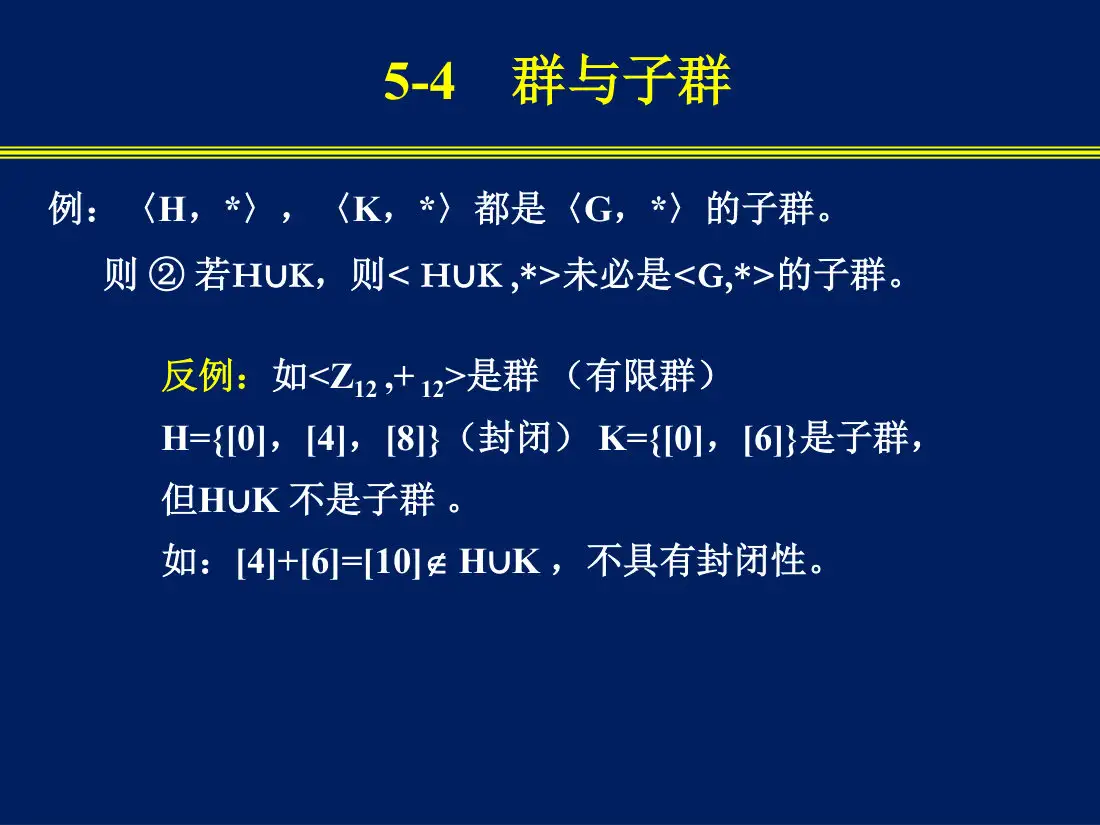 5-4 群与子群
例：〈H，*〉，〈K，*〉都是〈G，*〉的子群。
则 ② 若H∪K，则< H∪K ,*>未必是<G,*>的子群。
反例：如<Z12 ,+ 12>是群 （有限群）
H={[0]，[4]，[8]}（封闭） K={[0]，[6]}是子群，
但H∪K 不是子群 。
如：[4]+[6]=[10]∉ H∪K ，不具有封闭性。